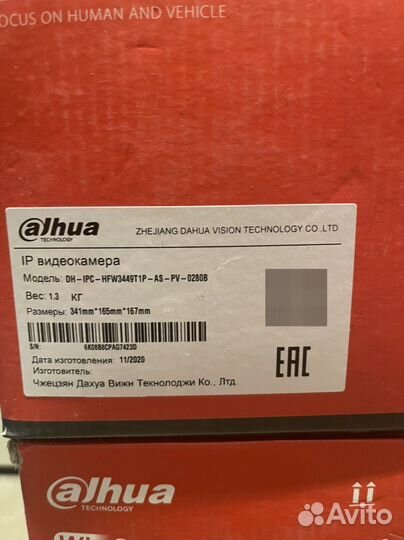 FOCUS ON HUMAN AND VEHICLE
alhua
TECHNOLOGY
ZHEJIANG DAHUA VISION TECHNOLOGY CO.,LTD
IP видеокамера
Модель: DH-IPC-HFW3449T1P-AS-PV-0280B
Вес: 1.3 КГ
Размеры: 341mm*165mm*167mm
S/N: 6K08B8CPAG7423D
Дата изготовления: 11/2020
Изготовитель:
Чжецзян Дахуа Вижн Текнолоджи Ко., Лтд.
EAC
alhua
TECHNOLOGY
Avito